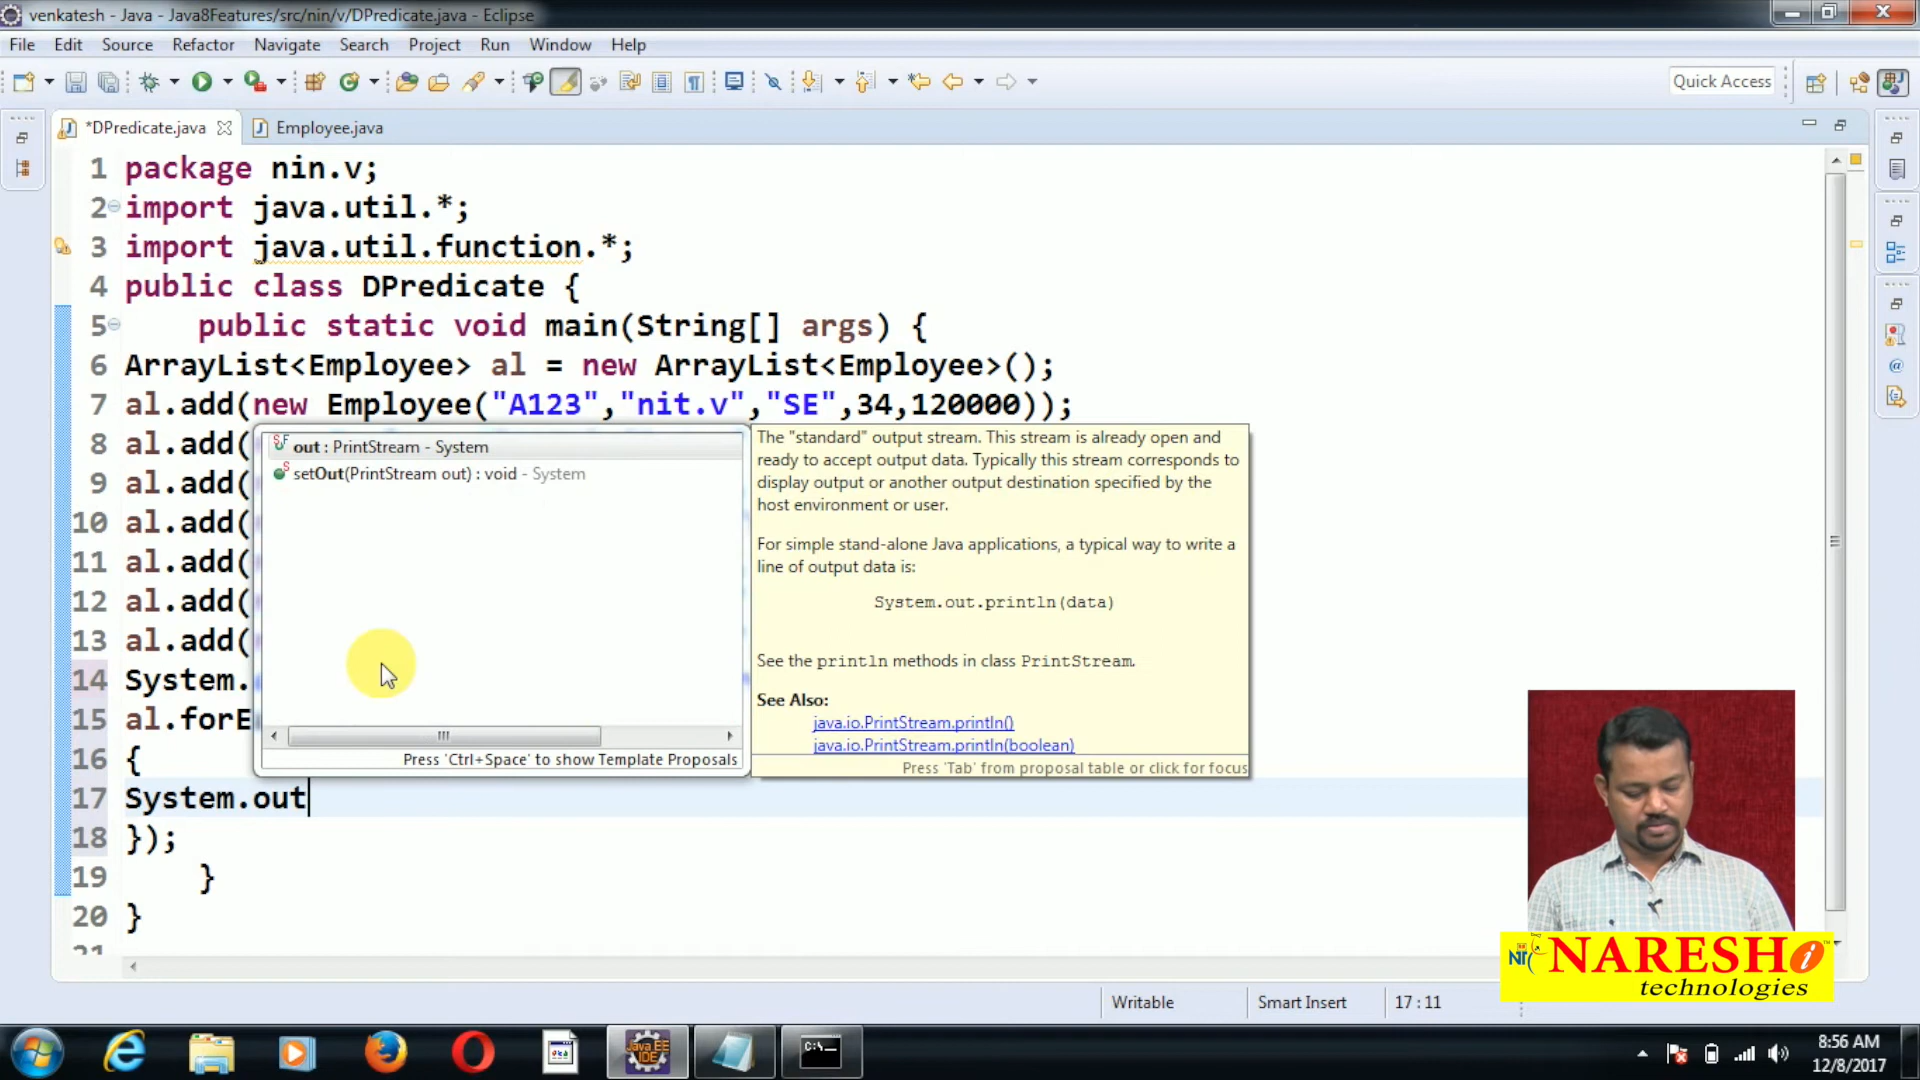 venkatesh - Java - Java8Features/src/nin/v/DPredicate.java - Eclipse
File Edit Source Refactor Navigate Search Project Run Window Help
Quick Access
*DPredicate.java Employee.java
1 package nin.v;
2 import java.util.*;
3 import java.util.function.*;
4 public class DPredicate {
5 public static void main(String[] args) {
6 ArrayList<Employee> al = new ArrayList<Employee>();
7 al.add(new Employee("A123","nit.v","SE",34,120000));
8 al.add(
9 al.add(
10 al.add(
11 al.add(
12 al.add(
13 al.add(
14 System.
15 al.forE
16 {
17 System.out
18 });
19 }
20 }
21
out : PrintStream - System
setOut(PrintStream out) : void - System
Press 'Ctrl+Space' to show Template Proposals
The "standard" output stream. This stream is already open and
ready to accept output data. Typically this stream corresponds to
display output or another output destination specified by the
host environment or user.
For simple stand-alone Java applications, a typical way to write a
line of output data is:
System.out.println(data)
See the println methods in class PrintStream.
See Also:
java.io.PrintStream.println()
java.io.PrintStream.println(boolean)
Press 'Tab' from proposal table or click for focus
NARESH i
technologies
Writable Smart Insert 17 : 11
Java EE
IDE
C:\
8:56 AM
12/8/2017